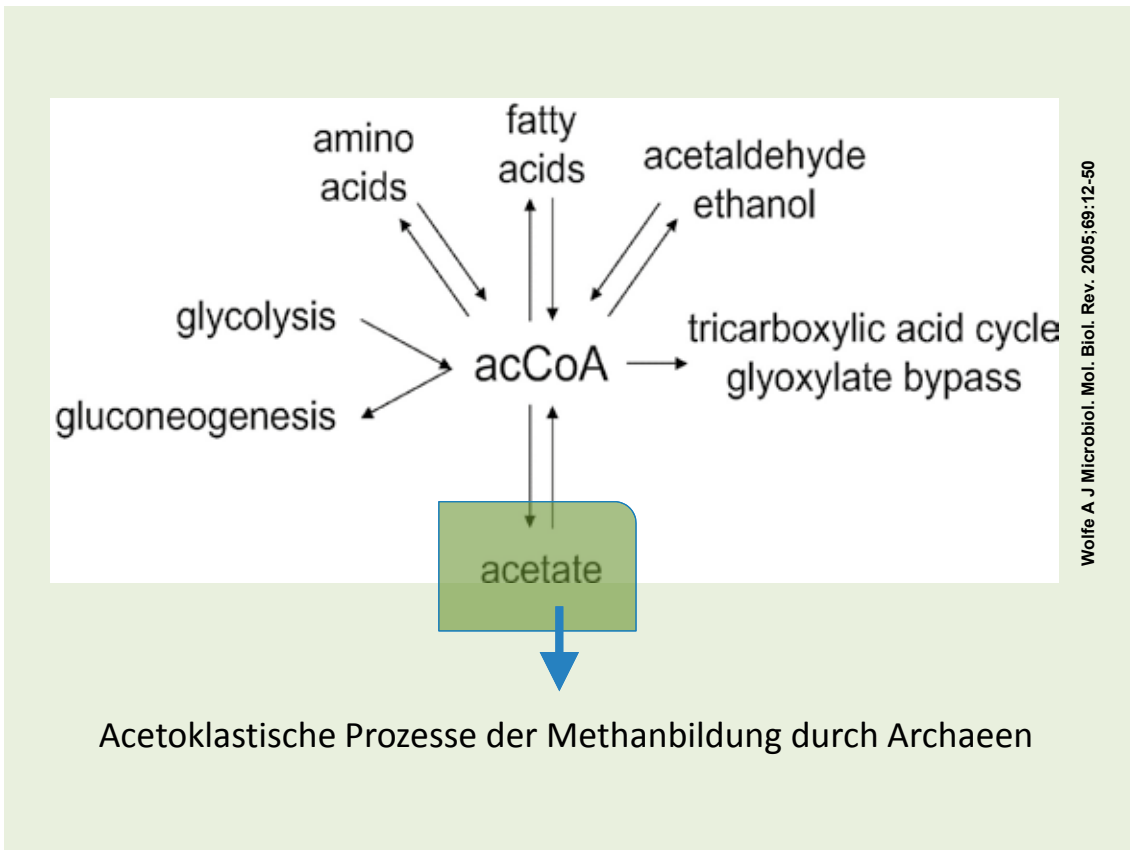 fatty
acids
amino
acids
acetaldehyde
ethanol
glycolysis
gluconeogenesis
acCoA
tricarboxylic acid cycle
glyoxylate bypass
acetate
Acetoklastische Prozesse der Methanbildung durch Archaeen
Wolfe A J Microbiol. Mol. Biol. Rev. 2005;69:12-50